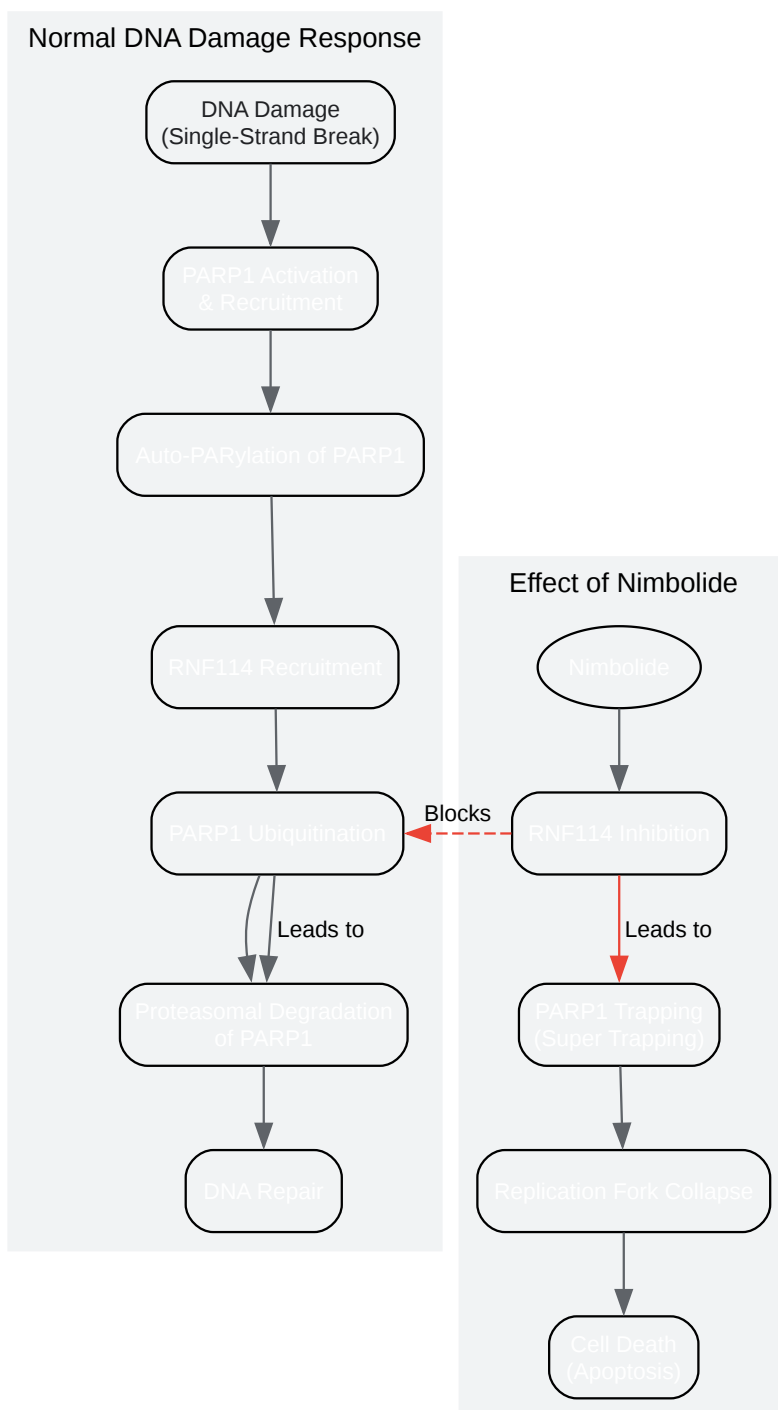 Normal DNA Damage Response
DNA Damage
(Single-Strand Break)
PARP1 Activation
& Recruitment
Auto-PARylation of PARP1
RNF114 Recruitment
PARP1 Ubiquitination
Leads to
Proteasomal Degradation
of PARP1
DNA Repair
Blocks
Effect of Nimbolide
Nimbolide
RNF114 Inhibition
Leads to
PARP1 Trapping
(Super Trapping)
Replication Fork Collapse
Cell Death
(Apoptosis)